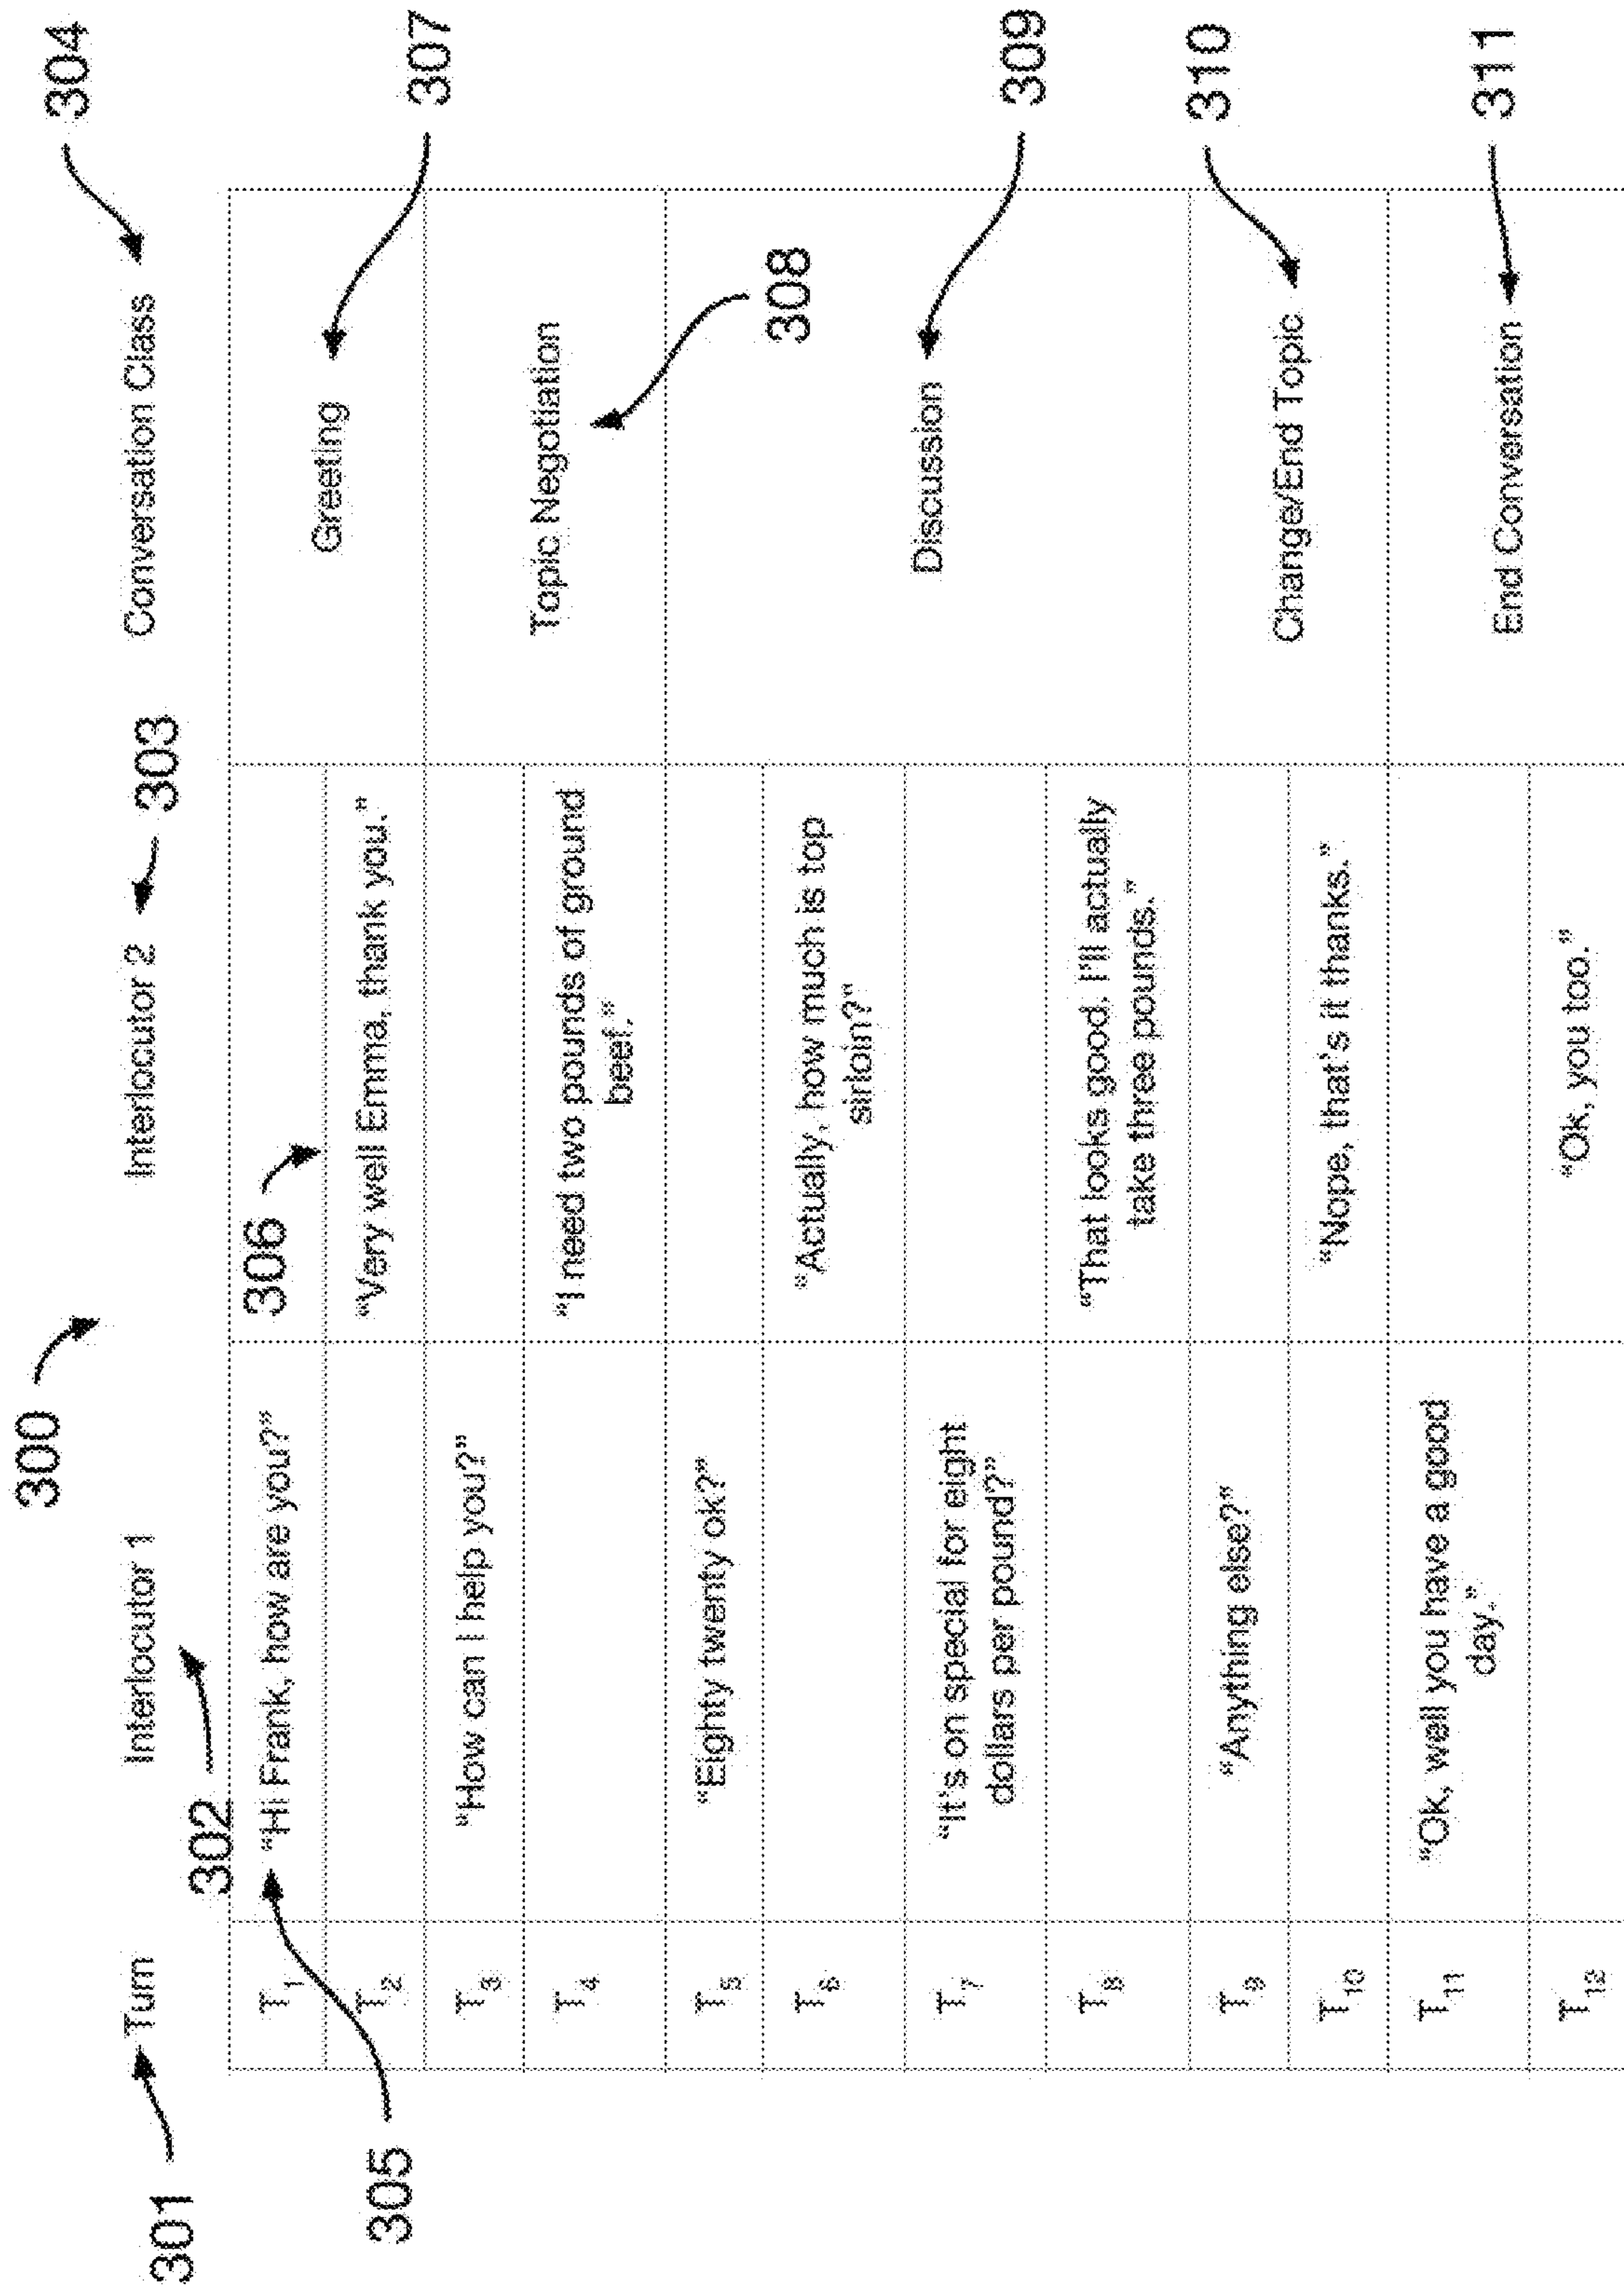 300
301 Turn
302 Interlocutor 1
Interlocutor 2 303
Conversation Class 304
305
T1 "Hi Frank, how are you?"
306
T2 "Very well Emma, thank you."
Greeting 307
T3 "How can I help you?"
T4 "I need two pounds of ground
beef."
Topic Negotiation
308
T5 "Eighty twenty ok?"
T6 "Actually, how much is top
sirloin?"
T7 "It's on special for eight
dollars per pound?"
T8 "That looks good. I'll actually
take three pounds."
Discussion 309
T9 "Anything else?"
T10 "Nope, that's it thanks."
Change/End Topic 310
T11 "Ok, well you have a good
day."
T12 "Ok, you too."
End Conversation 311